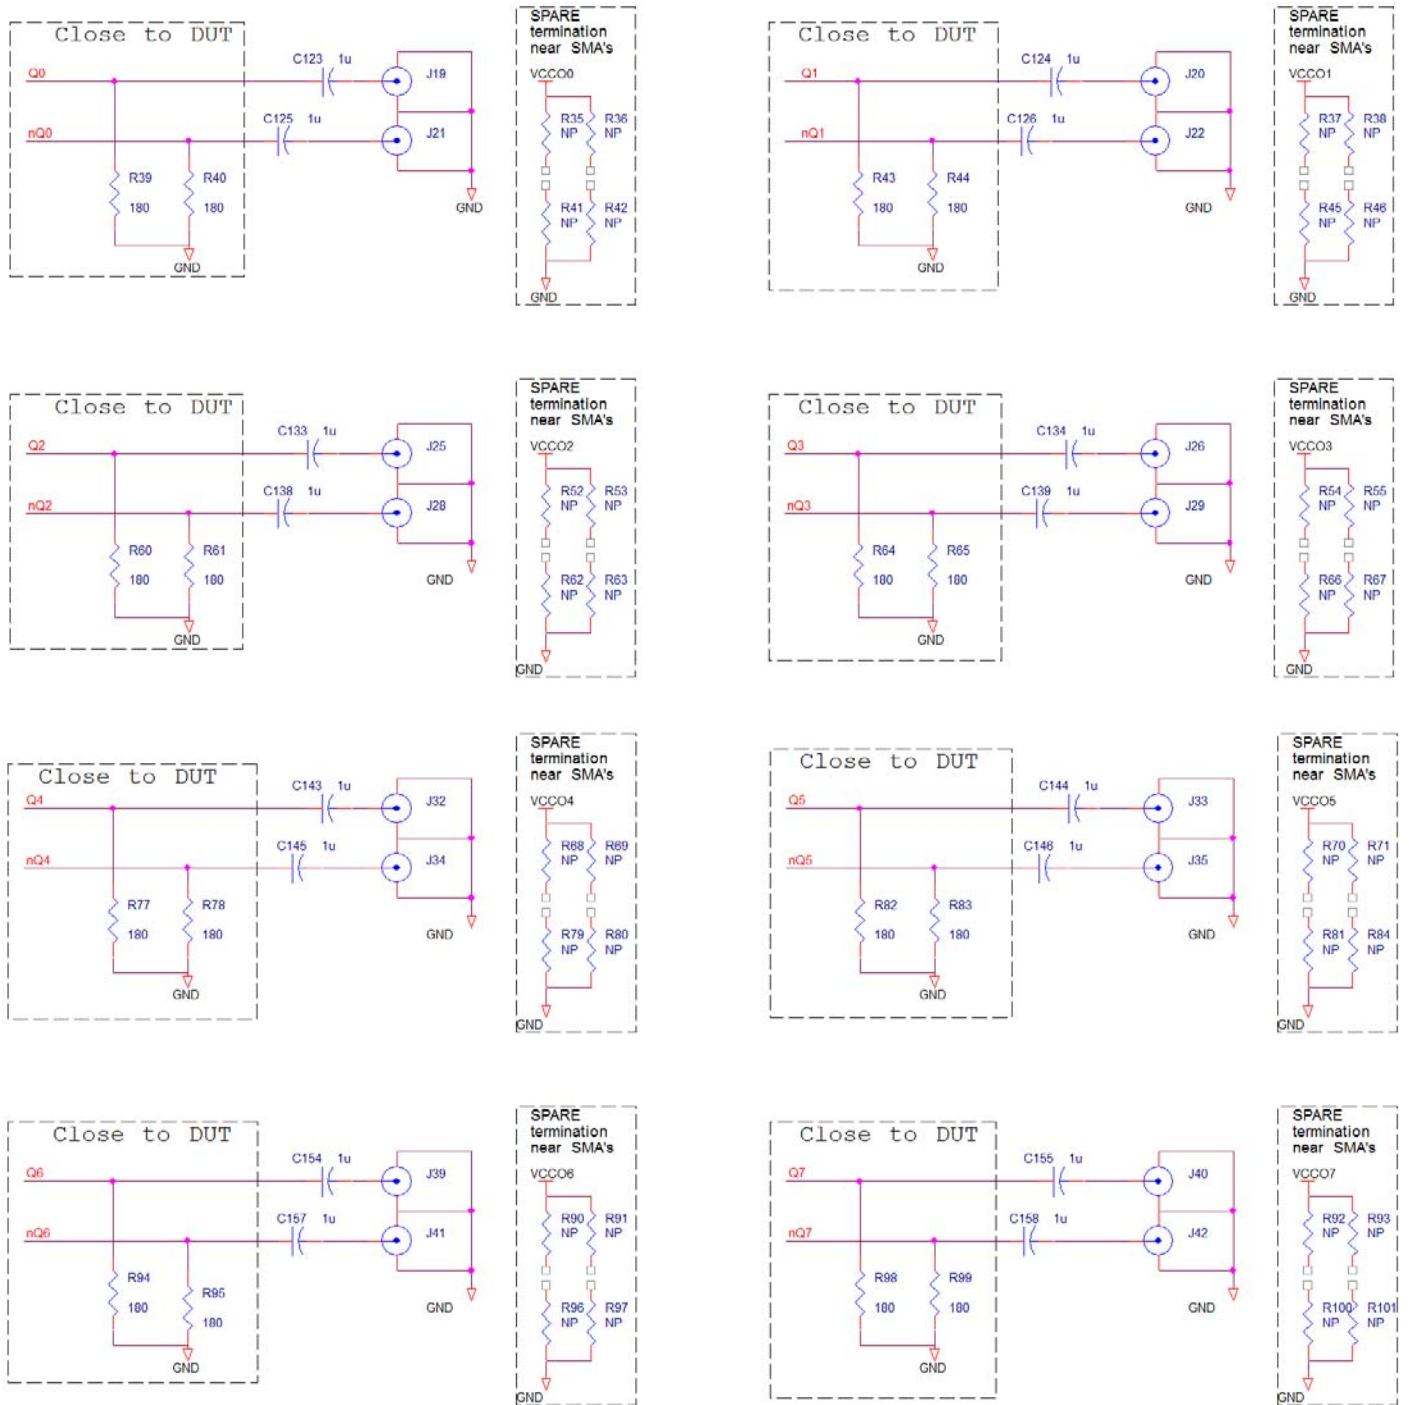 Close to DUT
Q0
C123 1u
J19
nQ0
C125 1u
J21
R39
180
R40
180
GND
GND
SPARE
termination
near SMA's
VCCO0
R35
NP
R36
NP
R41
NP
R42
NP
GND
Close to DUT
Q1
C124 1u
J20
nQ1
C126 1u
J22
R43
180
R44
180
GND
GND
SPARE
termination
near SMA's
VCCO1
R37
NP
R38
NP
R45
NP
R46
NP
GND
Close to DUT
Q2
C133 1u
J25
nQ2
C138 1u
J28
R60
180
R61
180
GND
GND
SPARE
termination
near SMA's
VCCO2
R52
NP
R53
NP
R62
NP
R63
NP
GND
Close to DUT
Q3
C134 1u
J26
nQ3
C139 1u
J29
R64
180
R65
180
GND
GND
SPARE
termination
near SMA's
VCCO3
R54
NP
R55
NP
R66
NP
R67
NP
GND
Close to DUT
Q4
C143 1u
J32
nQ4
C145 1u
J34
R77
180
R78
180
GND
GND
SPARE
termination
near SMA's
VCCO4
R68
NP
R69
NP
R79
NP
R80
NP
GND
Close to DUT
Q5
C144 1u
J33
nQ5
C146 1u
J35
R82
180
R83
180
GND
GND
SPARE
termination
near SMA's
VCCO5
R70
NP
R71
NP
R81
NP
R84
NP
GND
Close to DUT
Q6
C154 1u
J39
nQ6
C157 1u
J41
R94
180
R95
180
GND
GND
SPARE
termination
near SMA's
VCCO6
R90
NP
R91
NP
R96
NP
R97
NP
GND
Close to DUT
Q7
C155 1u
J40
nQ7
C158 1u
J42
R98
180
R99
180
GND
GND
SPARE
termination
near SMA's
VCCO7
R92
NP
R93
NP
R100
NP
R101
NP
GND